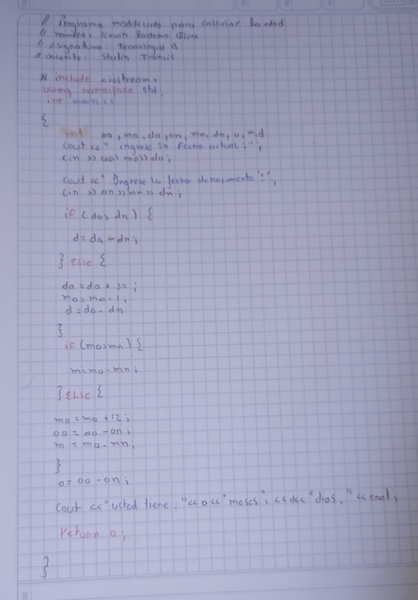 // Programa modificado para calcular la edad
// nombre: Kevin
// asignatura: Tecnologia
// Docente: Stalin
# include <iostream>
using namespace std
int main ()
{
int aa, ma, da, an, mn, dn, a, m, d
cout << " ingrese la fecha actual: ";
cin >> aa >> ma >> da;
cout << " Ingrese la fecha de nacimiento: ";
cin >> an >> mn >> dn;
if (da> dn) {
d = da - dn;
} else {
da = da + 30;
ma = ma - 1;
d = da - dn
}
if (ma>mn) {
m = ma - mn;
} else {
ma = ma + 12;
aa = aa - an;
m = ma - mn;
}
a = aa - an;
cout << "usted tiene: " << a << "meses"; << d << "dias, " << endl;
return 0;
}